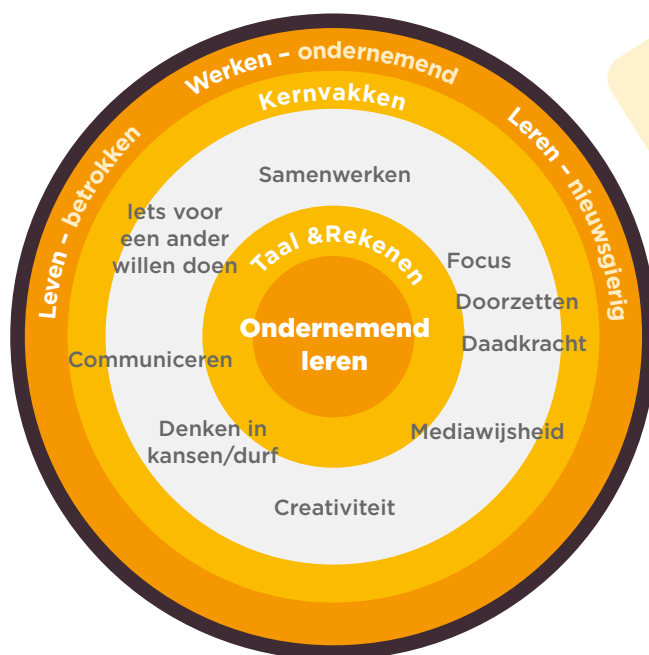 Leven – betrokken
Werken – ondernemend
Leren – nieuwsgierig
Kernvakken
Samenwerken
Iets voor
een ander
willen doen
Taal &Rekenen
Focus
Doorzetten
Daadkracht
Ondernemend
leren
Communiceren
Denken in
kansen/durf
Mediawijsheid
Creativiteit